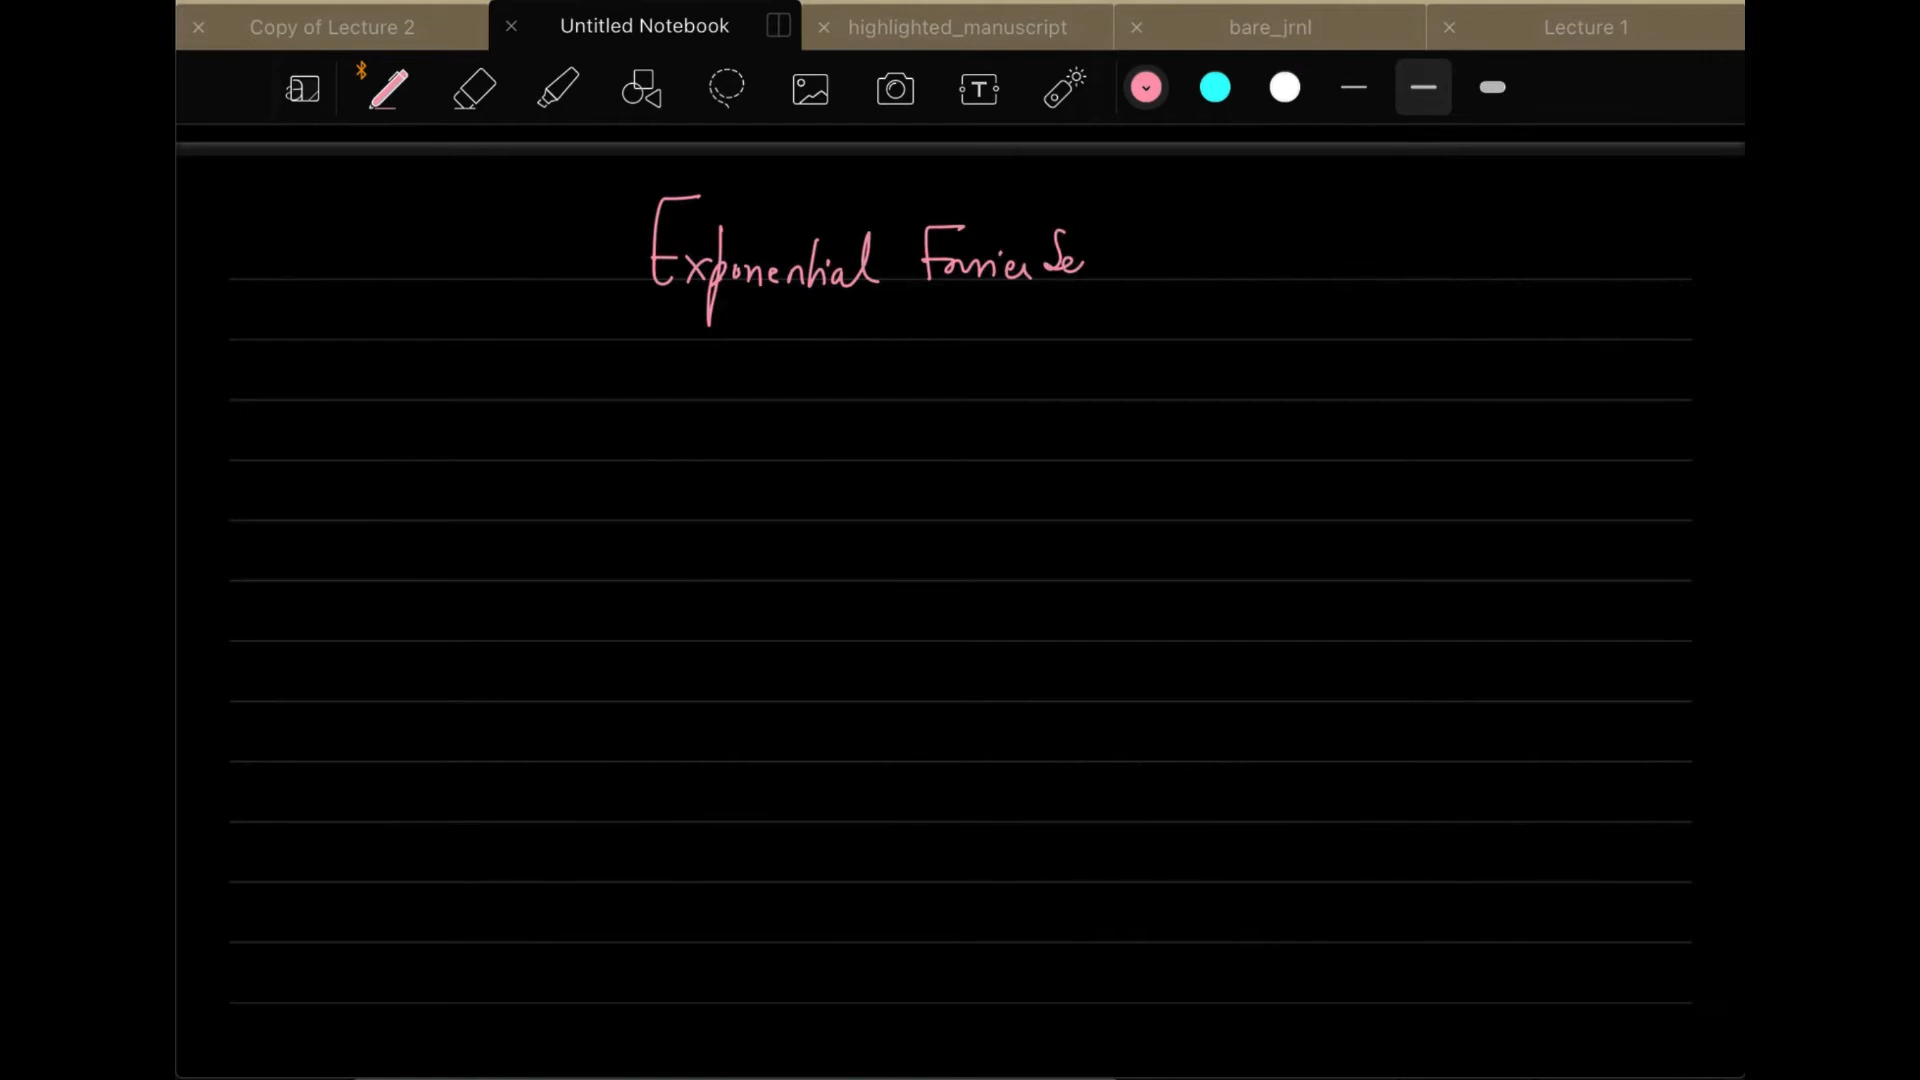 Copy of Lecture 2
Untitled Notebook
highlighted_manuscript
bare_jrnl
Lecture 1
Exponential Fourier Se